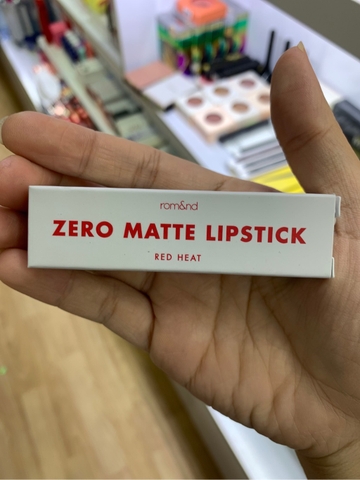 rom&nd
ZERO MATTE LIPSTICK
RED HEAT